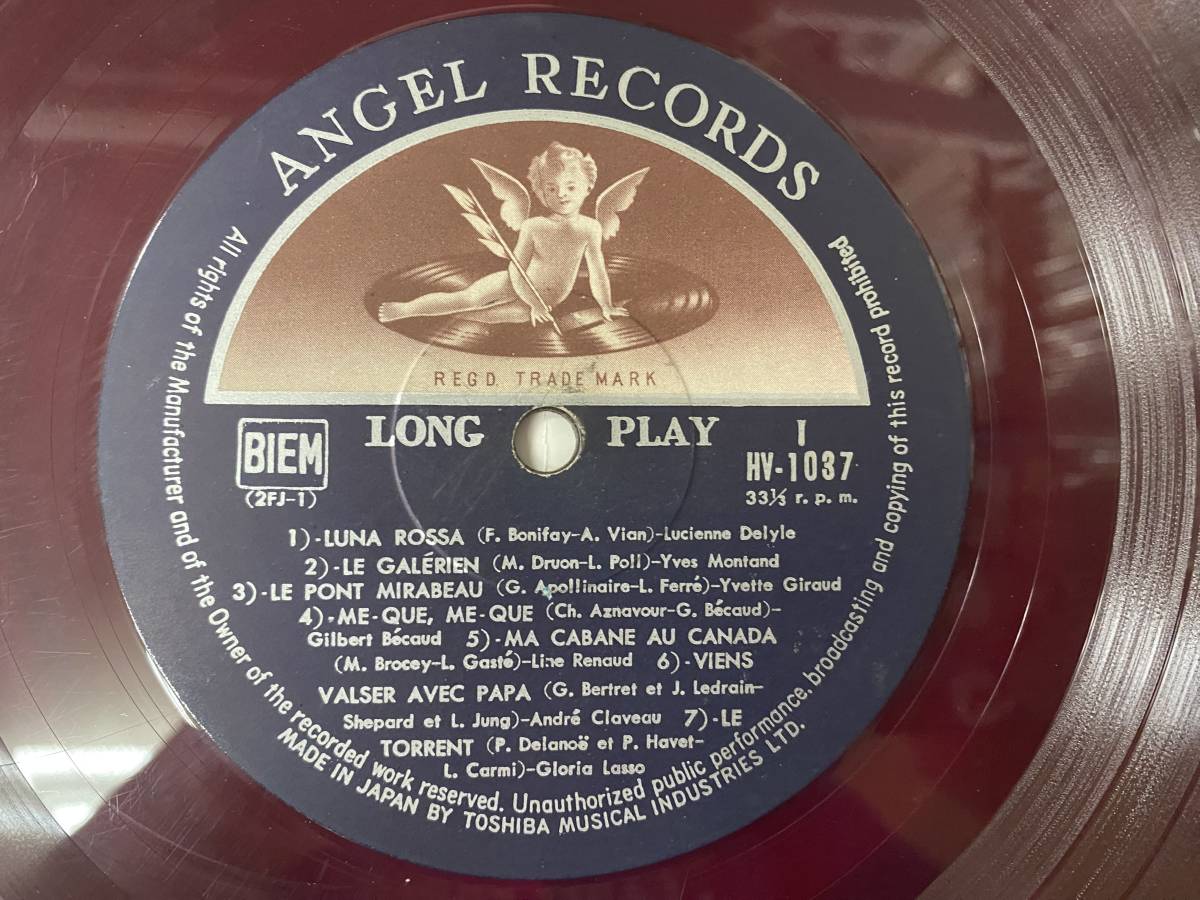 ANGEL RECORDS
REGD. TRADE MARK
BIEM
(2FJ-1)
LONG PLAY
I
HV-1037
33⅓ r. p. m.
1)-LUNA ROSSA (F. Bonifay-A. Vian)-Lucienne Delyle
2)-LE GALÉRIEN (M. Druon-L. Poll)-Yves Montand
3)-LE PONT MIRABEAU (G. Apollinaire-L. Ferré)-Yvette Giraud
4)-ME-QUE, ME-QUE (Ch. Aznavour-G. Bécaud)-
Gilbert Bécaud 5)-MA CABANE AU CANADA
(M. Brocey-L. Gasté)-Line Renaud 6)-VIENS
VALSER AVEC PAPA (G. Bertret et J. Ledrain-
Shepard et L. Jung)-André Claveau 7)-LE
TORRENT (P. Delanoë et P. Havet-
L. Carmi)-Gloria Lasso
All rights of the Manufacturer and of the Owner of the recorded work reserved. Unauthorized public performance, broadcasting and copying of this record prohibited
MADE IN JAPAN BY TOSHIBA MUSICAL INDUSTRIES LTD.